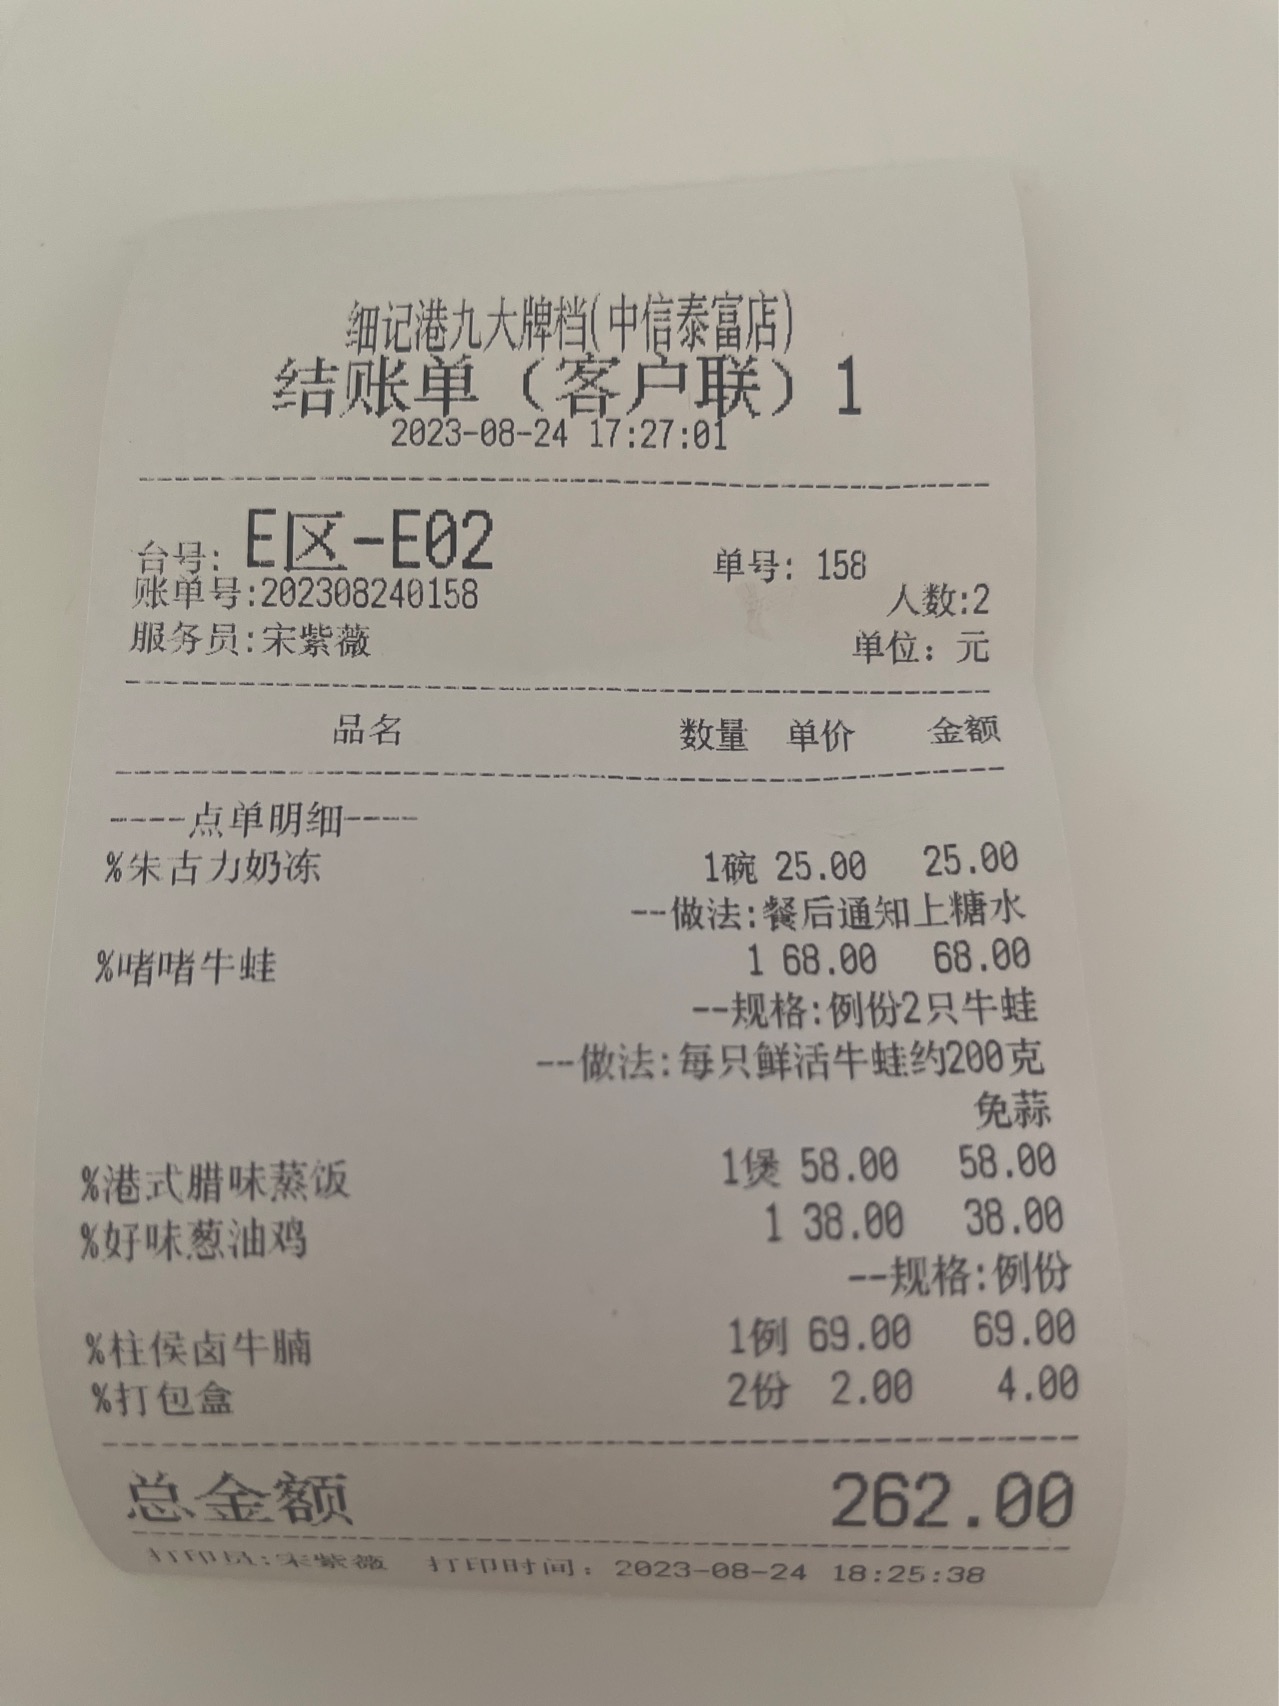 细记港九大牌档(中信泰富店)
结账单（客户联）1
2023-08-24 17:27:01
台号: E区-E02 单号: 158
账单号:202308240158 人数:2
服务员:宋紫薇 单位: 元
品名 数量 单价 金额
----点单明细----
%朱古力奶冻 1碗 25.00 25.00
--做法:餐后通知上糖水
%啫啫牛蛙 1 68.00 68.00
--规格:例份2只牛蛙
--做法:每只鲜活牛蛙约200克
免蒜
%港式腊味蒸饭 1煲 58.00 58.00
%好味葱油鸡 1 38.00 38.00
--规格:例份
%柱侯卤牛腩 1例 69.00 69.00
%打包盒 2份 2.00 4.00
总金额 262.00
打印员:宋紫薇 打印时间: 2023-08-24 18:25:38